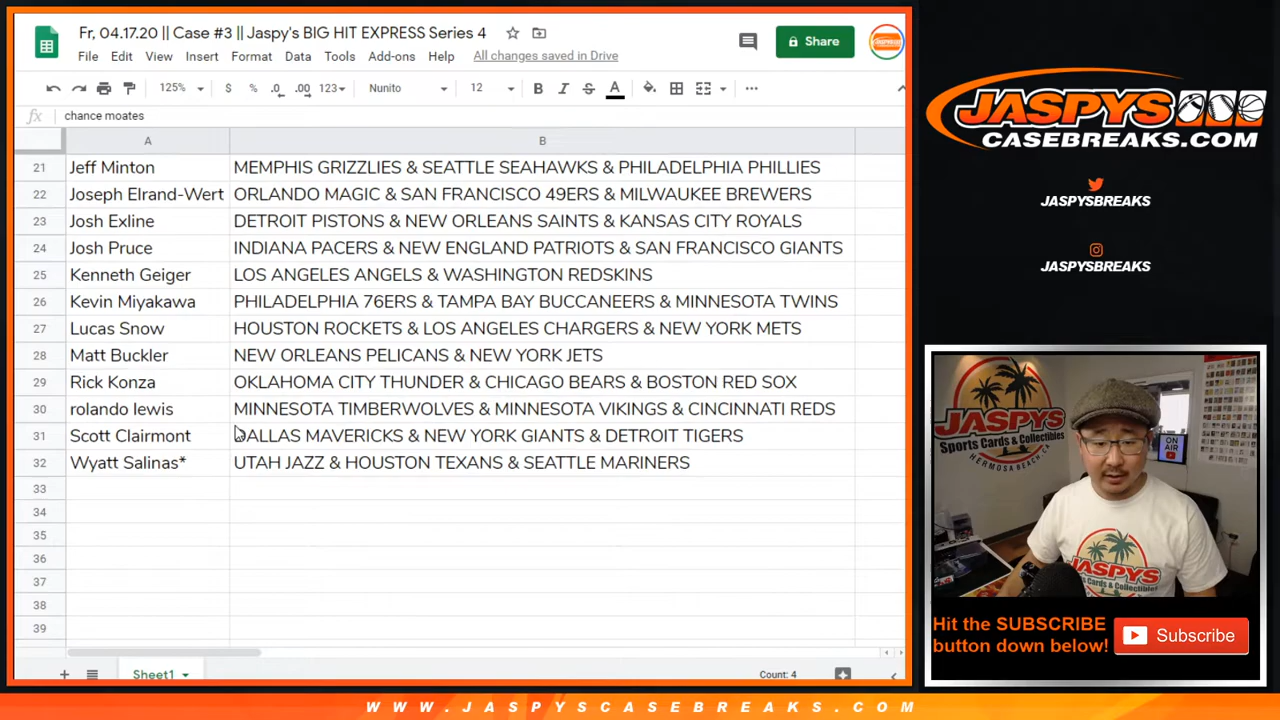 Fr, 04.17.20 || Case #3 || Jaspy's BIG HIT EXPRESS Series 4
File Edit View Insert Format Data Tools Add-ons Help All changes saved in Drive
Share
125% $ % .0 .00 123 Nunito 12 B I S A
fx chance moates
A B
21 Jeff Minton MEMPHIS GRIZZLIES & SEATTLE SEAHAWKS & PHILADELPHIA PHILLIES
22 Joseph Elrand-Wert ORLANDO MAGIC & SAN FRANCISCO 49ERS & MILWAUKEE BREWERS
23 Josh Exline DETROIT PISTONS & NEW ORLEANS SAINTS & KANSAS CITY ROYALS
24 Josh Pruce INDIANA PACERS & NEW ENGLAND PATRIOTS & SAN FRANCISCO GIANTS
25 Kenneth Geiger LOS ANGELES ANGELS & WASHINGTON REDSKINS
26 Kevin Miyakawa PHILADELPHIA 76ERS & TAMPA BAY BUCCANEERS & MINNESOTA TWINS
27 Lucas Snow HOUSTON ROCKETS & LOS ANGELES CHARGERS & NEW YORK METS
28 Matt Buckler NEW ORLEANS PELICANS & NEW YORK JETS
29 Rick Konza OKLAHOMA CITY THUNDER & CHICAGO BEARS & BOSTON RED SOX
30 rolando lewis MINNESOTA TIMBERWOLVES & MINNESOTA VIKINGS & CINCINNATI REDS
31 Scott Clairmont DALLAS MAVERICKS & NEW YORK GIANTS & DETROIT TIGERS
32 Wyatt Salinas* UTAH JAZZ & HOUSTON TEXANS & SEATTLE MARINERS
33
34
35
36
37
38
39
Sheet1 Count: 4
JASPYS
CASEBREAKS.COM
JASPYSBREAKS
JASPYSBREAKS
JASPYS
Sports Cards & Collectibles
HERMOSA BEACH, CA
ON AIR
JASPYS
Hit the SUBSCRIBE
button down below!
Subscribe
WWW.JASPYSCASEBREAKS.COM